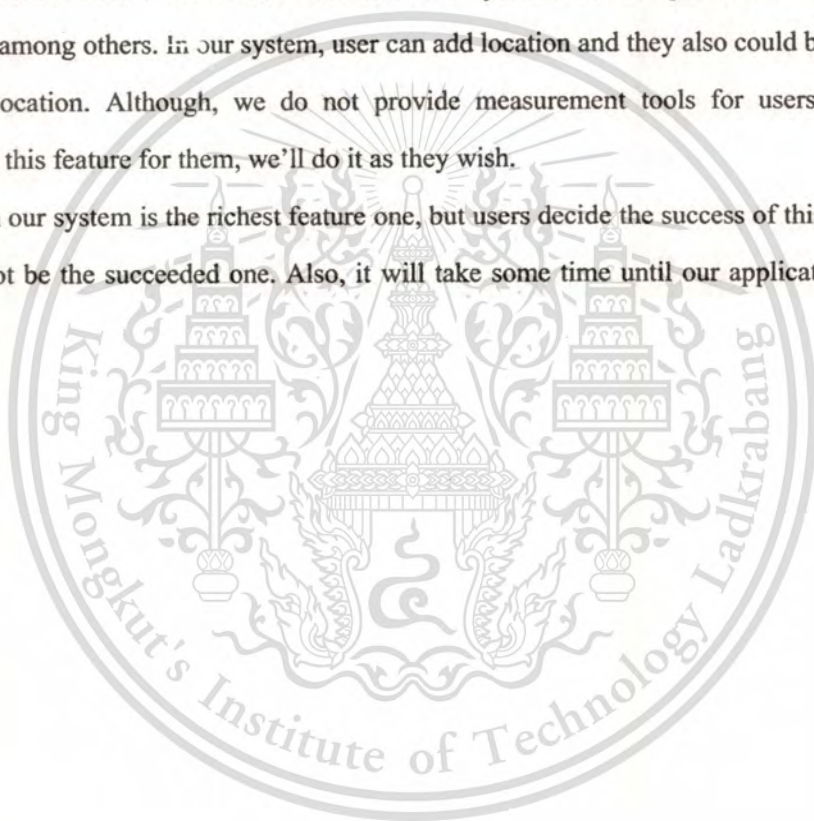 among others. In our system, user can add location and they also could b
ocation. Although, we do not provide measurement tools for users
this feature for them, we'll do it as they wish.
our system is the richest feature one, but users decide the success of thi
ot be the succeeded one. Also, it will take some time until our applicat
King Mongkut's Institute of Technology Ladkrabang